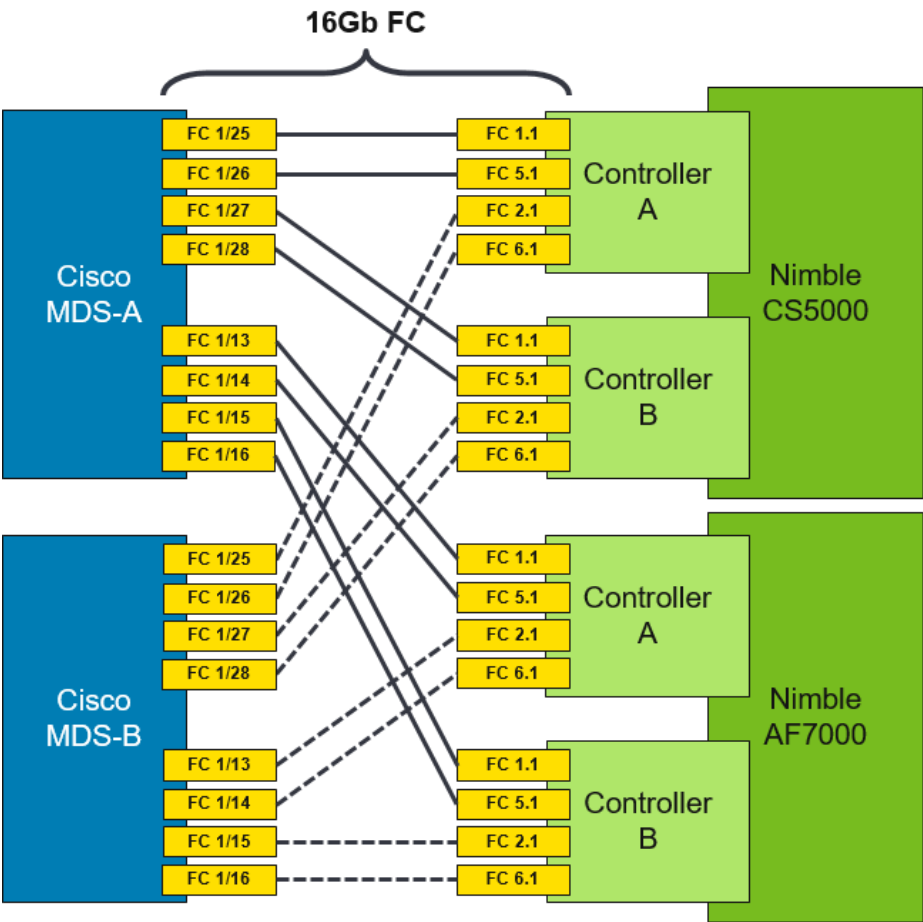 16Gb FC
FC 1/25
FC 1/26
FC 1/27
FC 1/28
Cisco
MDS-A
FC 1/13
FC 1/14
FC 1/15
FC 1/16
FC 1/25
FC 1/26
FC 1/27
FC 1/28
Cisco
MDS-B
FC 1/13
FC 1/14
FC 1/15
FC 1/16
FC 1.1
FC 5.1
FC 2.1
FC 6.1
Controller
A
FC 1.1
FC 5.1
FC 2.1
FC 6.1
Controller
B
Nimble
CS5000
FC 1.1
FC 5.1
FC 2.1
FC 6.1
Controller
A
FC 1.1
FC 5.1
FC 2.1
FC 6.1
Controller
B
Nimble
AF7000